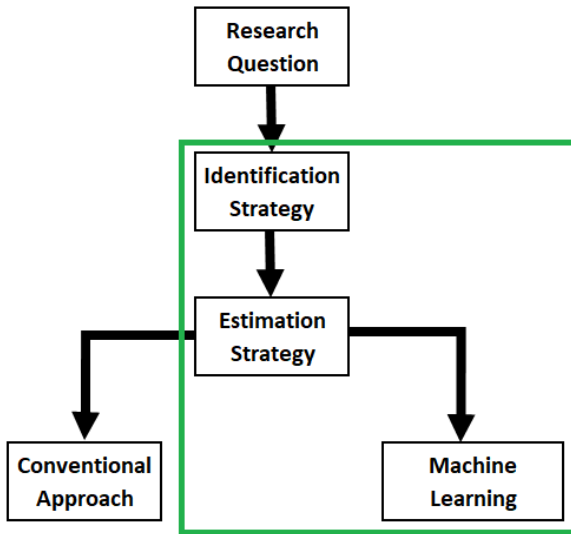 Research
Question
Identification
Strategy
Estimation
Strategy
Conventional
Approach
Machine
Learning